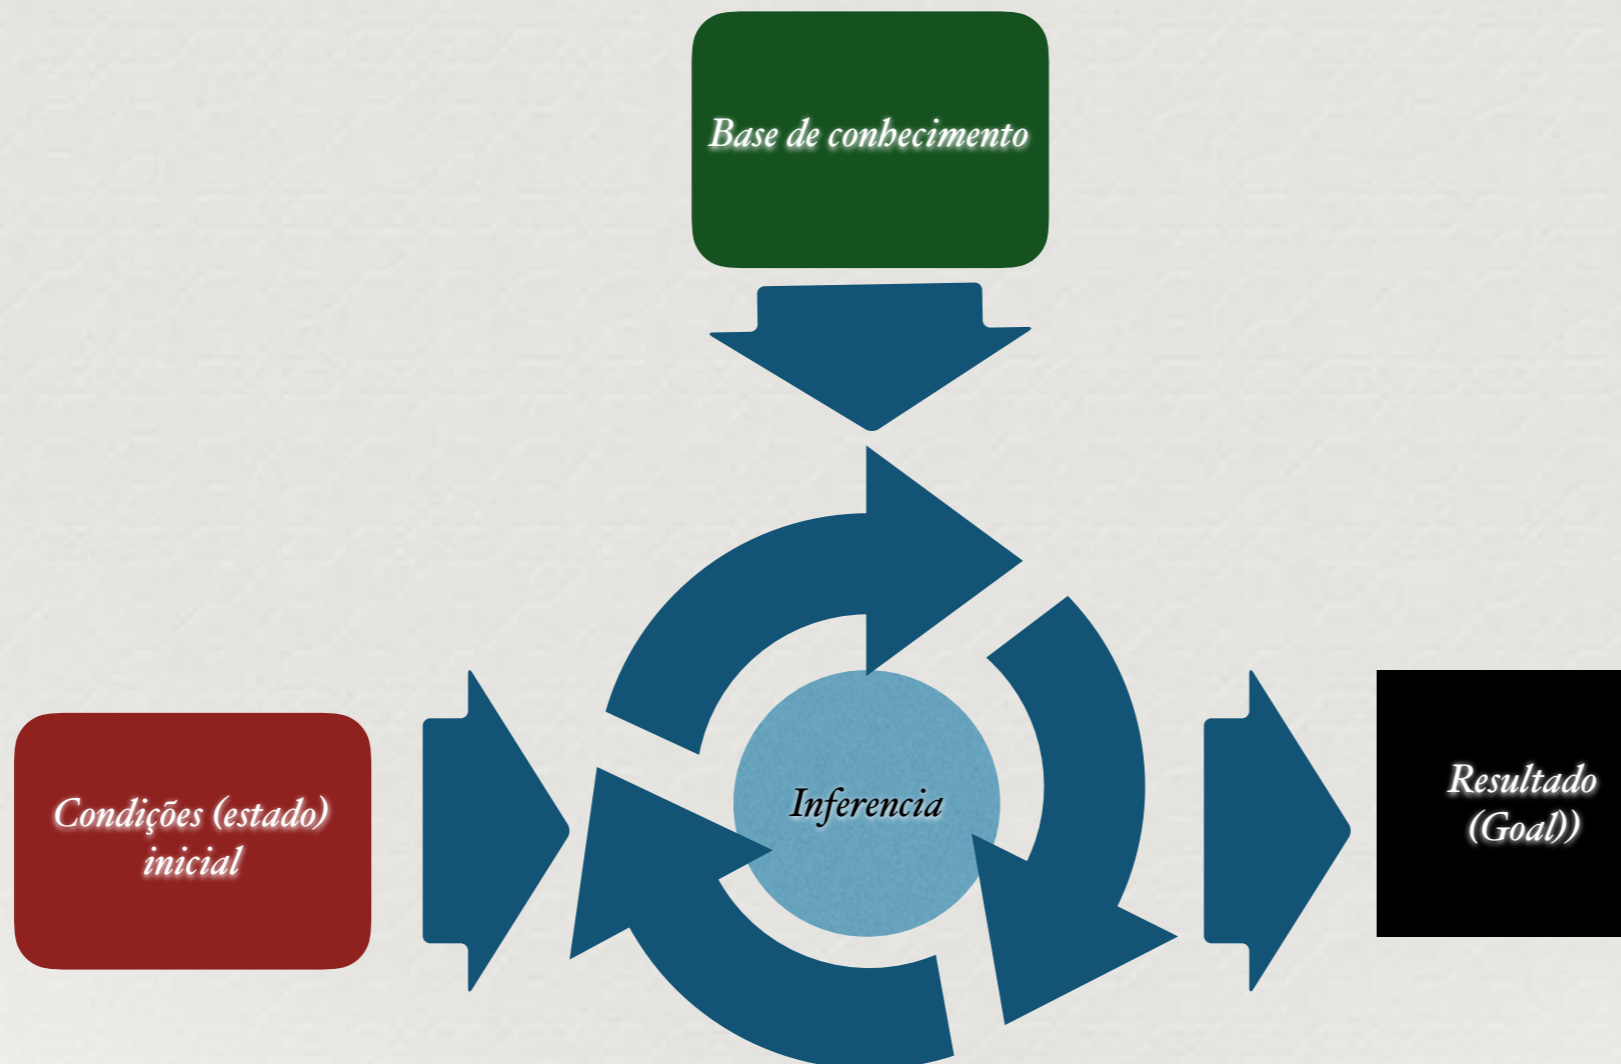 Base de conhecimento
Condições (estado)
inicial
Inferencia
Resultado
(Goal))